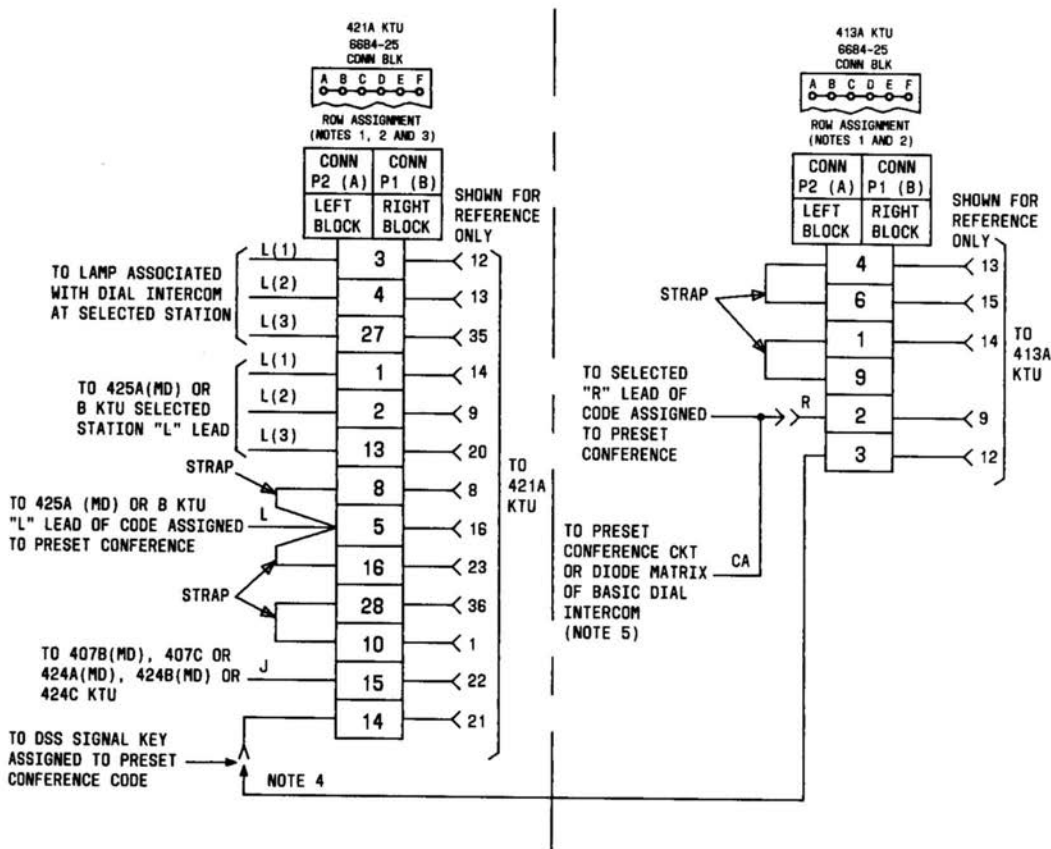 421A KTU
66B4-25
CONN BLK
A B C D E F
ROW ASSIGNMENT
(NOTES 1, 2 AND 3)
CONN
P2 (A)
CONN
P1 (B)
LEFT
BLOCK
RIGHT
BLOCK
SHOWN FOR
REFERENCE
ONLY
TO LAMP ASSOCIATED
WITH DIAL INTERCOM
AT SELECTED STATION
L(1)
3
12
L(2)
4
13
L(3)
27
35
TO 425A(MD) OR
B KTU SELECTED
STATION "L" LEAD
L(1)
1
14
L(2)
2
9
L(3)
13
20
STRAP
8
8
TO 425A (MD) OR B KTU
"L" LEAD OF CODE ASSIGNED
TO PRESET CONFERENCE
L
5
16
16
23
STRAP
28
36
10
1
TO 407B(MD), 407C OR
424A(MD), 424B(MD) OR
424C KTU
J
15
22
14
21
TO
421A
KTU
TO DSS SIGNAL KEY
ASSIGNED TO PRESET
CONFERENCE CODE
NOTE 4
413A KTU
66B4-25
CONN BLK
A B C D E F
ROW ASSIGNMENT
(NOTES 1 AND 2)
CONN
P2 (A)
CONN
P1 (B)
LEFT
BLOCK
RIGHT
BLOCK
SHOWN FOR
REFERENCE
ONLY
STRAP
4
13
6
15
1
14
9
TO SELECTED
"R" LEAD OF
CODE ASSIGNED
TO PRESET
CONFERENCE
R
2
9
3
12
TO
413A
KTU
TO PRESET
CONFERENCE CKT
OR DIODE MATRIX
OF BASIC DIAL
INTERCOM
(NOTE 5)
CA